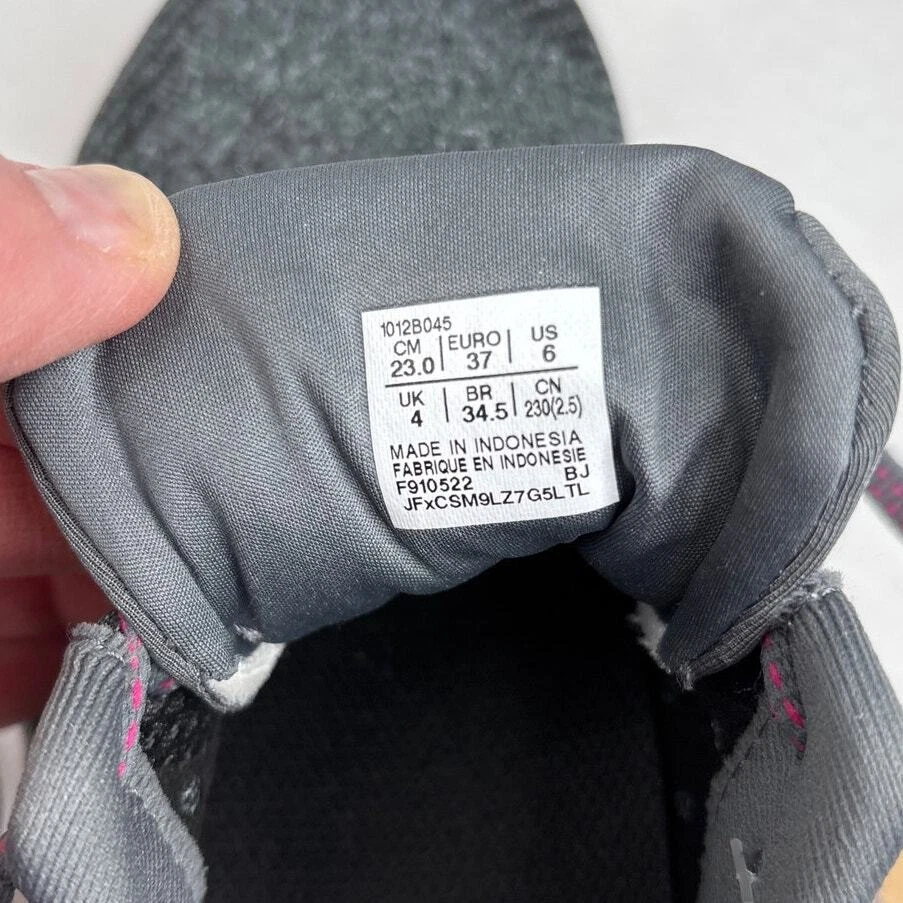 1012B045
CM EURO US
23.0 37 6
UK BR CN
4 34.5 230(2.5)
MADE IN INDONESIA
FABRIQUE EN INDONESIE
F910522 BJ
JFxCSM9LZ7G5LTL